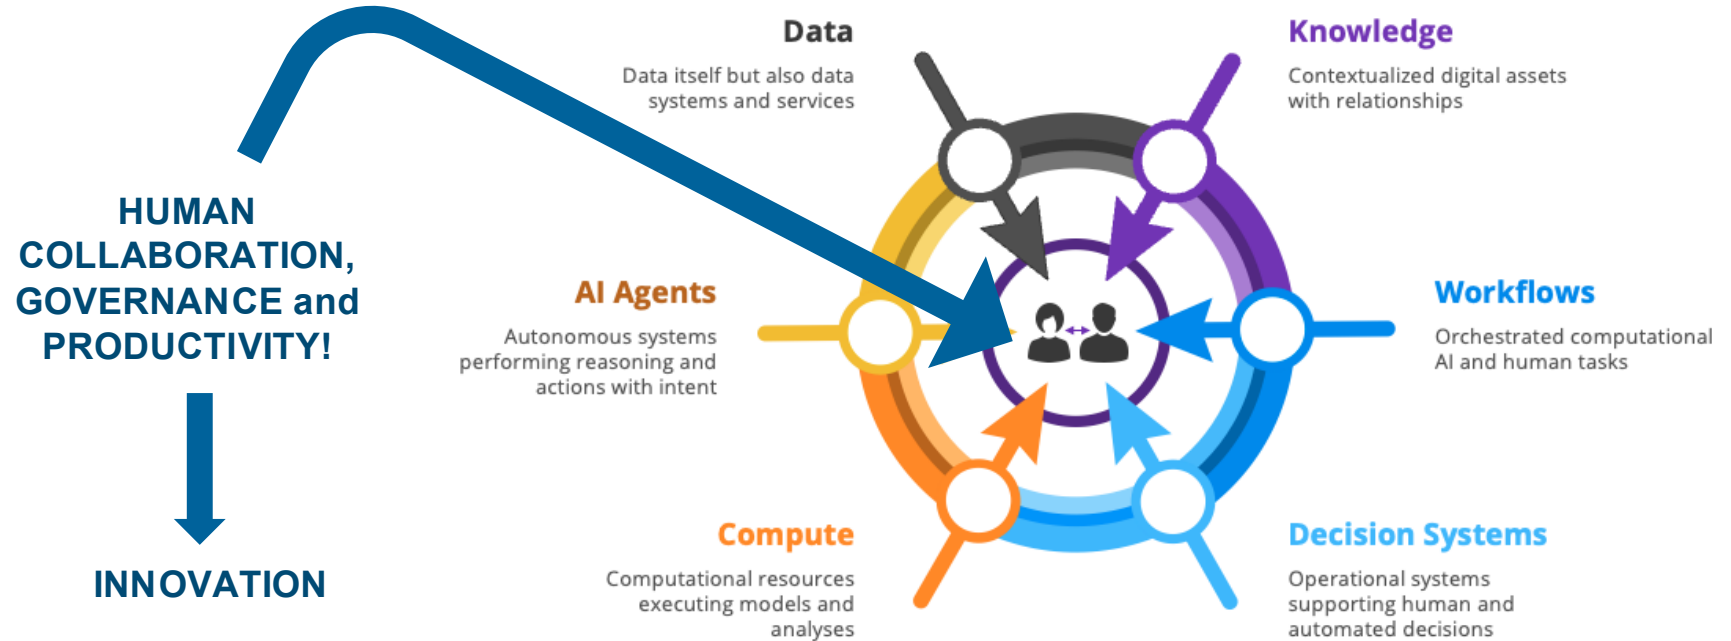 Data
Data itself but also data
systems and services
Knowledge
Contextualized digital assets
with relationships
HUMAN
COLLABORATION,
GOVERNANCE and
PRODUCTIVITY!
INNOVATION
AI Agents
Autonomous systems
performing reasoning and
actions with intent
Workflows
Orchestrated computational
AI and human tasks
Compute
Computational resources
executing models and
analyses
Decision Systems
Operational systems
supporting human and
automated decisions